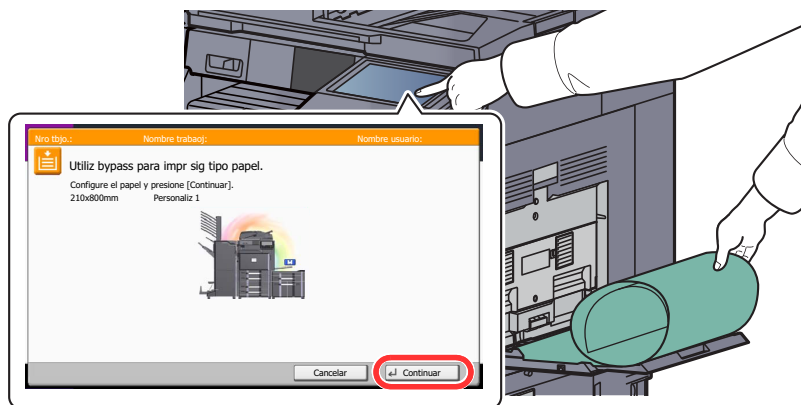 Nro tbjo.: Nombre trabaoj: Nombre usuario:
Utiliz bypass para impr sig tipo papel.
Configure el papel y presione [Continuar].
210x800mm Personaliz 1
Cancelar Continuar